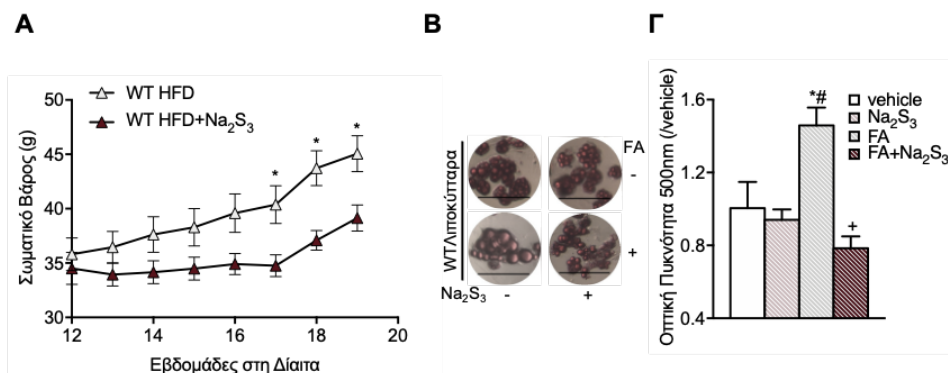 Α
Β
Γ
WT HFD
WT HFD+Na₂S₃
Σωματικό Βάρος (g)
50
45
40
35
30
* * *
12 14 16 18 20
Εβδομάδες στη Δίαιτα
WT Λιποκύτταρα
FA
-
+
Na₂S₃ - +
Οπτική Πυκνότητα 500nm (/vehicle)
1.6
1.2
0.8
0.4
*#
+
vehicle
Na₂S₃
FA
FA+Na₂S₃